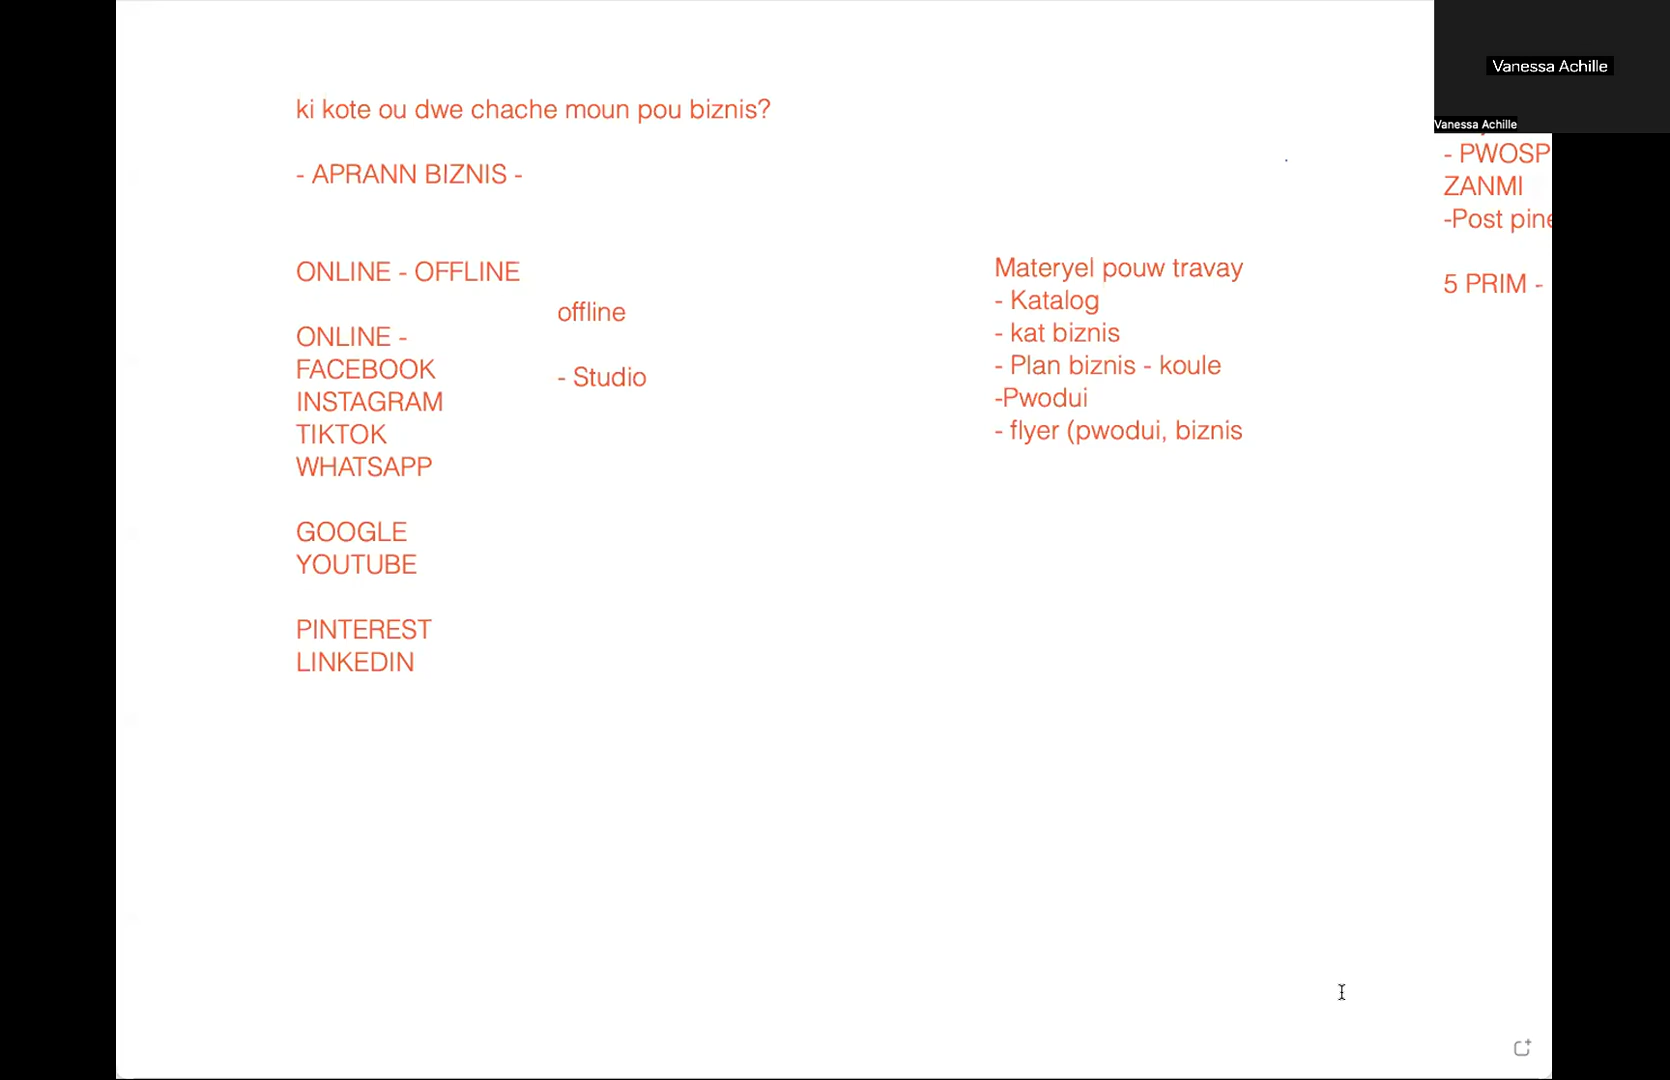 ki kote ou dwe chache moun pou biznis?
- APRANN BIZNIS -
ONLINE - OFFLINE
ONLINE -
FACEBOOK
INSTAGRAM
TIKTOK
WHATSAPP
GOOGLE
YOUTUBE
PINTEREST
LINKEDIN
offline
- Studio
Materyel pouw travay
- Katalog
- kat biznis
- Plan biznis - koule
-Pwodui
- flyer (pwodui, biznis
Vanessa Achille
Vanessa Achille
- PWOSP
ZANMI
-Post pine
5 PRIM -